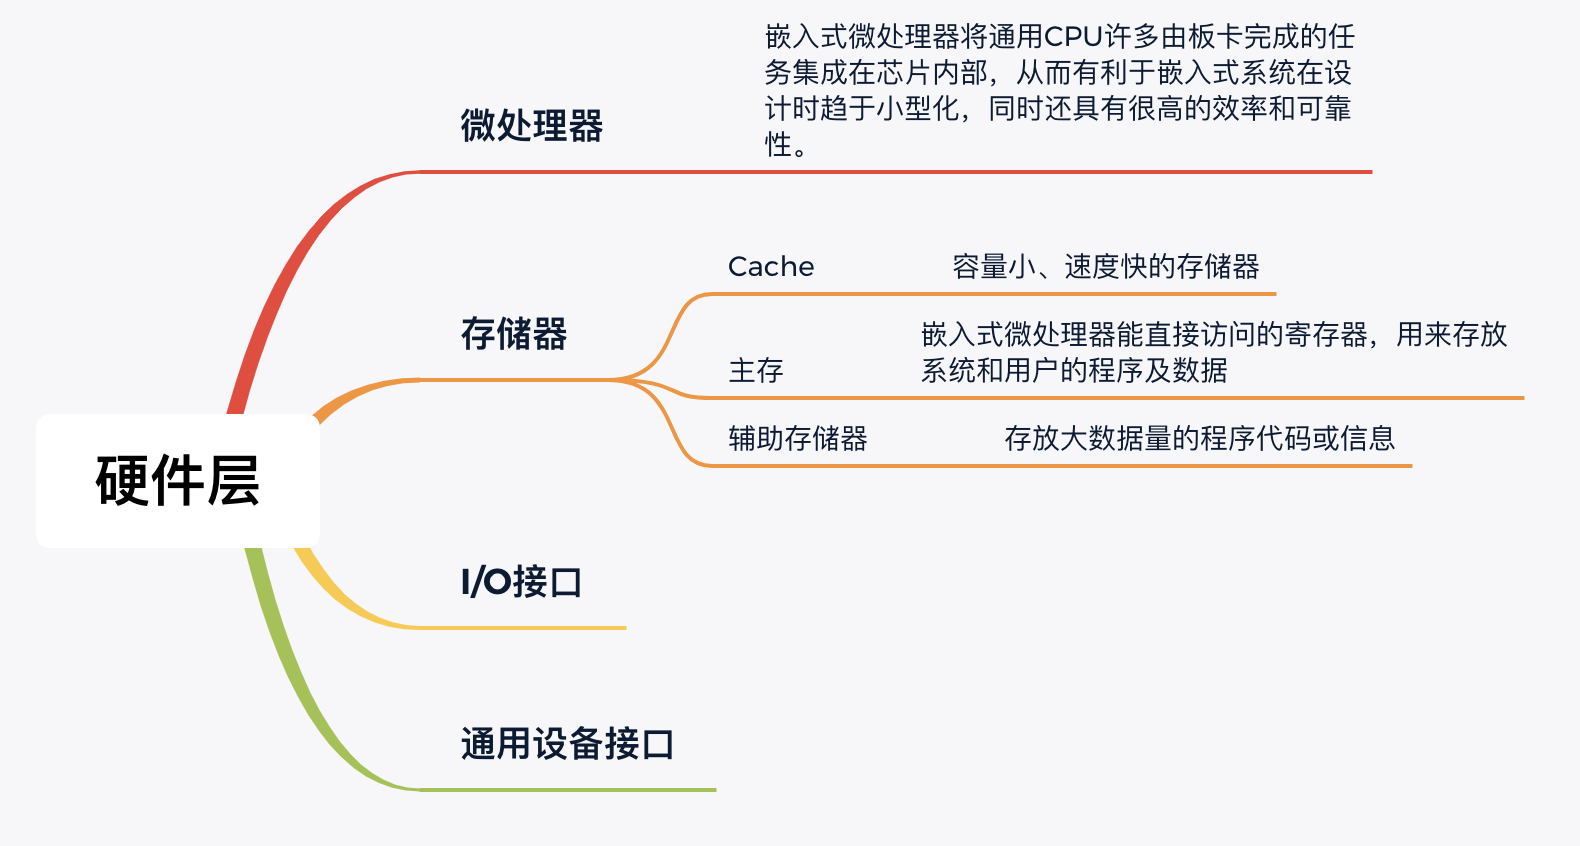 嵌入式微处理器将通用CPU许多由板卡完成的任
务集成在芯片内部，从而有利于嵌入式系统在设
计时趋于小型化，同时还具有很高的效率和可靠
性。
微处理器
Cache
容量小、速度快的存储器
存储器
嵌入式微处理器能直接访问的寄存器，用来存放
系统和用户的程序及数据
主存
辅助存储器
存放大数据量的程序代码或信息
硬件层
I/O接口
通用设备接口